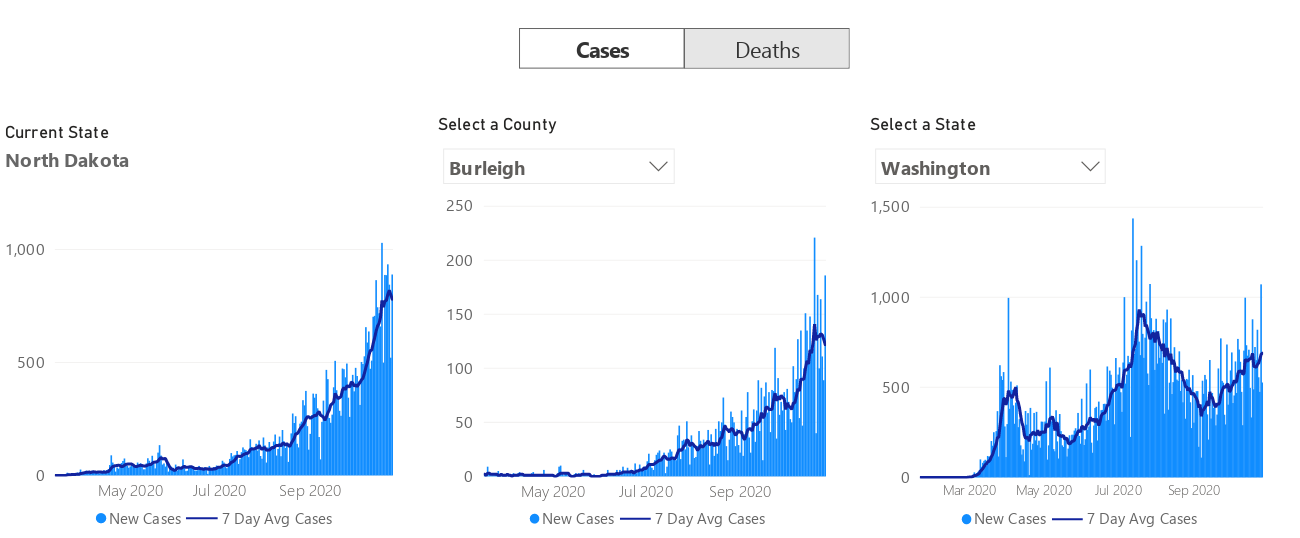 Cases Deaths
Current State
North Dakota
1,000
500
0
May 2020 Jul 2020 Sep 2020
New Cases 7 Day Avg Cases
Select a County
Burleigh
250
200
150
100
50
0
May 2020 Jul 2020 Sep 2020
New Cases 7 Day Avg Cases
Select a State
Washington
1,500
1,000
500
0
Mar 2020 May 2020 Jul 2020 Sep 2020
New Cases 7 Day Avg Cases